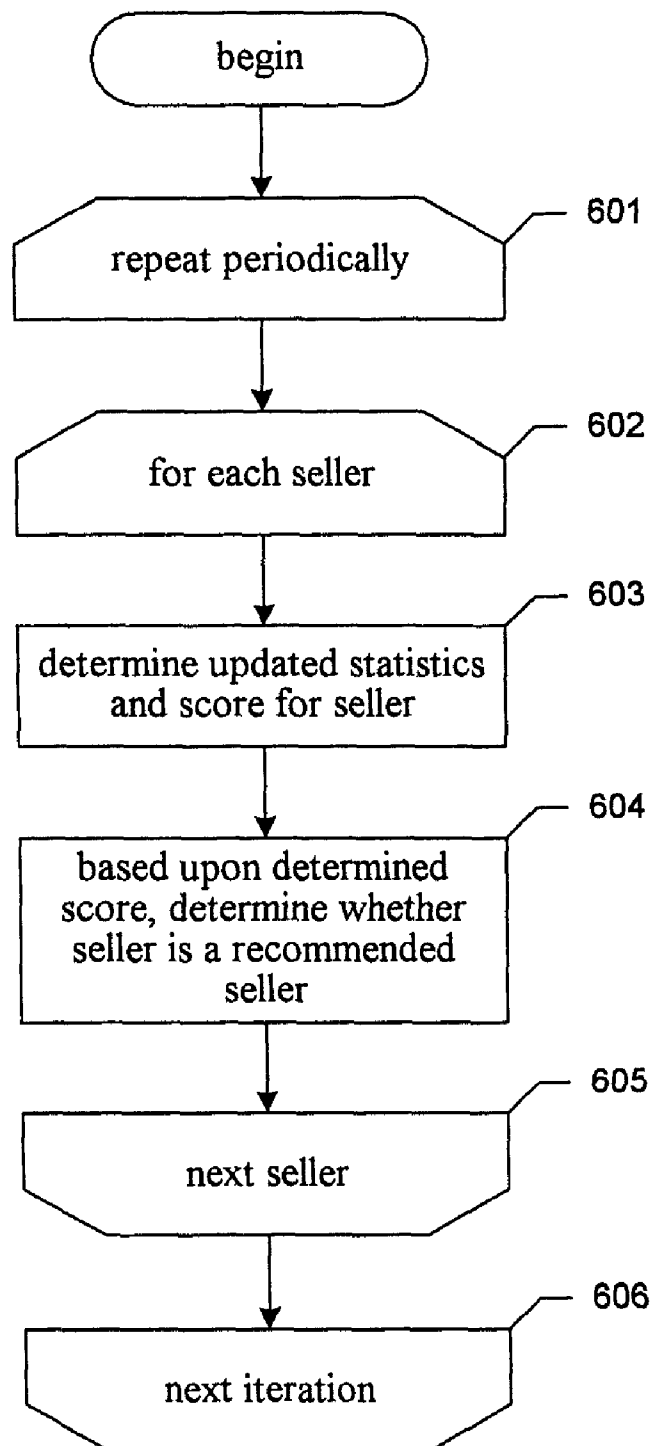 begin
601
repeat periodically
602
for each seller
603
determine updated statistics
and score for seller
604
based upon determined
score, determine whether
seller is a recommended
seller
605
next seller
606
next iteration